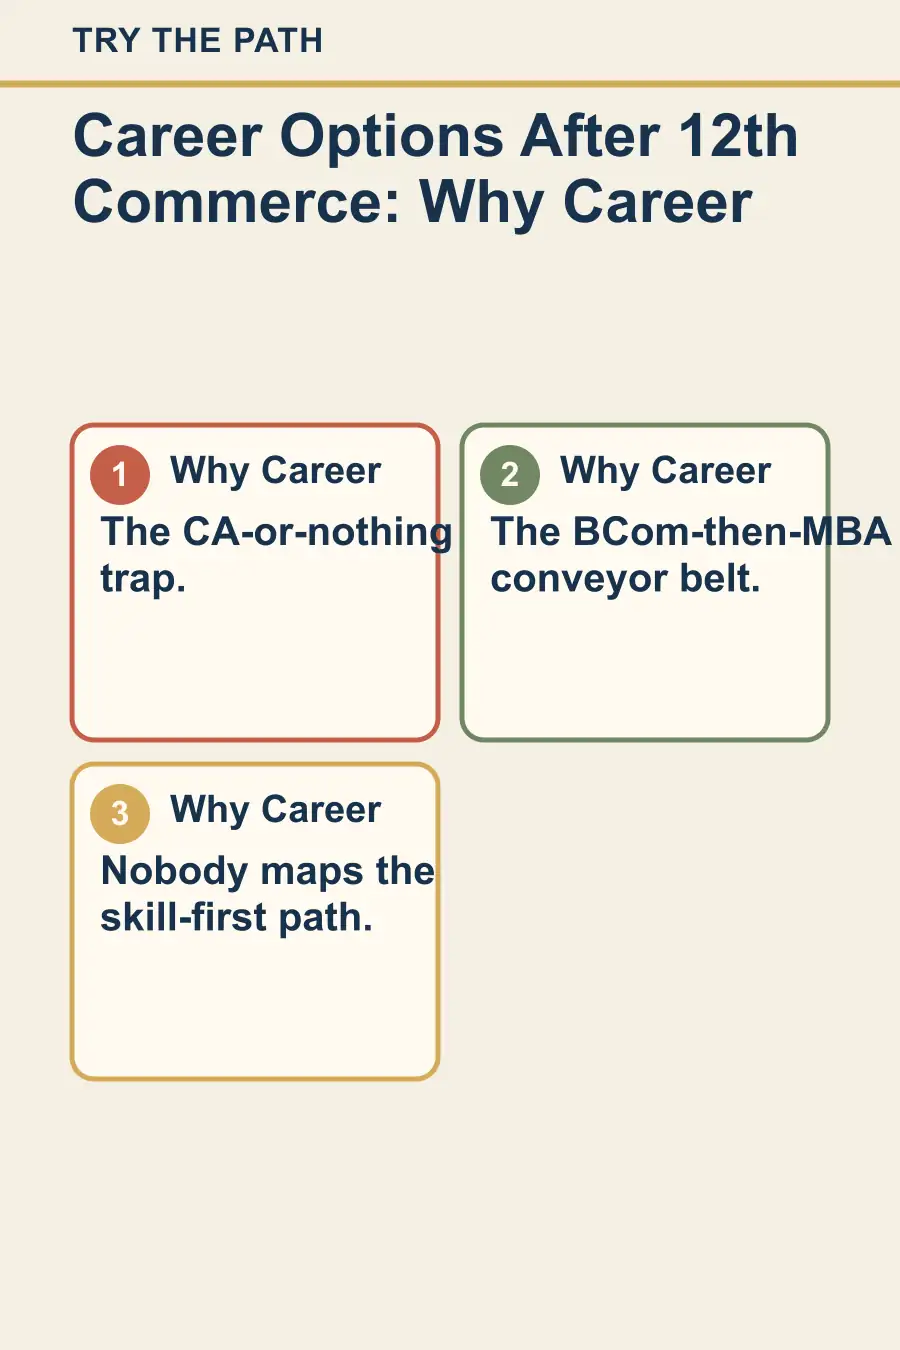 TRY THE PATH
Career Options After 12th
Commerce: Why Career
1 Why Career
The CA-or-nothing
trap.
2 Why Career
The BCom-then-MBA
conveyor belt.
3 Why Career
Nobody maps the
skill-first path.